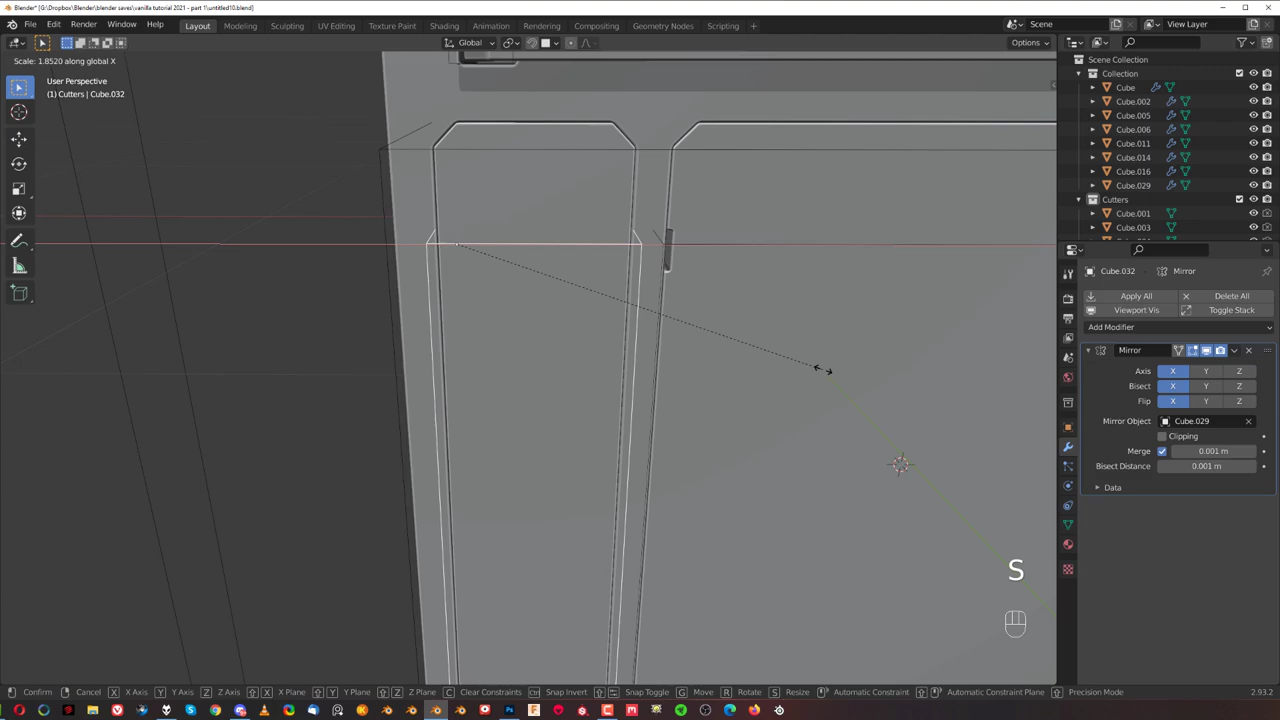 Blender* [G:\Dropbox\Blender\blender saves\vanilla tutorial 2021 - part 1\untitled10.blend]
File Edit Render Window Help Layout Modeling Sculpting UV Editing Texture Paint Shading Animation Rendering Compositing Geometry Nodes Scripting + Scene View Layer
Global Options
Scale: 1.8520 along global X
User Perspective
(1) Cutters | Cube.032
Scene Collection
Collection
Cube
Cube.002
Cube.005
Cube.006
Cube.011
Cube.014
Cube.016
Cube.029
Cutters
Cube.001
Cube.003
Cube.032 Mirror
Apply All Delete All
Viewport Vis Toggle Stack
Add Modifier
Mirror
Axis X Y Z
Bisect X Y Z
Flip X Y Z
Mirror Object Cube.029
Clipping
Merge 0.001 m
Bisect Distance 0.001 m
Data
S
Confirm Cancel X X Axis Y Y Axis Z Z Axis X X Plane Y Y Plane Z Z Plane C Clear Constraints Ctrl Snap Invert Snap Toggle G Move R Rotate S Resize Automatic Constraint Automatic Constraint Plane Precision Mode 2.93.2